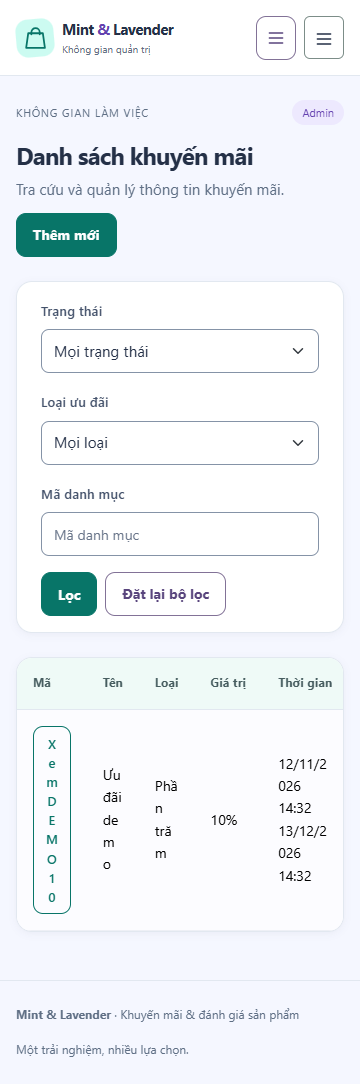 Mint & Lavender
Không gian quản trị
KHÔNG GIAN LÀM VIỆC
Admin
Danh sách khuyến mãi
Tra cứu và quản lý thông tin khuyến mãi.
Thêm mới
Trạng thái
Mọi trạng thái
Loại ưu đãi
Mọi loại
Mã danh mục
Mã danh mục
Lọc
Đặt lại bộ lọc
Mã
Tên
Loại
Giá trị
Thời gian
X
e
m
D
E
M
O
1
0
Ưu
đãi
de
m
o
Phầ
n
tră
m
10%
12/11/2
026
14:32
13/12/2
026
14:32
Mint & Lavender · Khuyến mãi & đánh giá sản phẩm
Một trải nghiệm, nhiều lựa chọn.